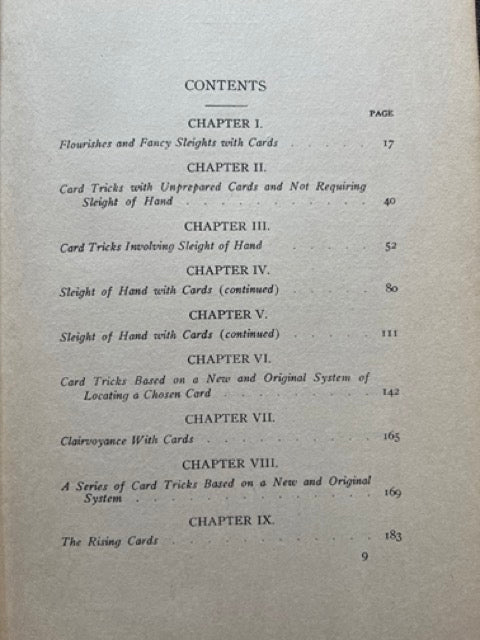 CONTENTS
PAGE
CHAPTER I.
Flourishes and Fancy Sleights with Cards . . . . . 17
CHAPTER II.
Card Tricks with Unprepared Cards and Not Requiring
Sleight of Hand . . . . . . . . . . 40
CHAPTER III.
Card Tricks Involving Sleight of Hand . . . . . 52
CHAPTER IV.
Sleight of Hand with Cards (continued) . . . . . 80
CHAPTER V.
Sleight of Hand with Cards (continued) . . . . . 111
CHAPTER VI.
Card Tricks Based on a New and Original System of
Locating a Chosen Card . . . . . . . . 142
CHAPTER VII.
Clairvoyance With Cards . . . . . . . . . 165
CHAPTER VIII.
A Series of Card Tricks Based on a New and Original
System . . . . . . . . . . . . 169
CHAPTER IX.
The Rising Cards . . . . . . . . . . 183
9